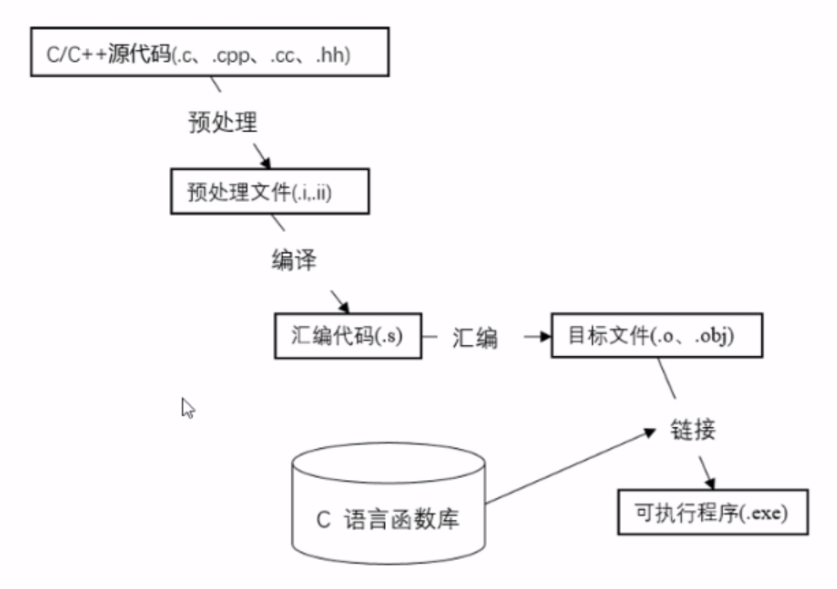 C/C++源代码(.c、.cpp、.cc、.hh)
预处理
预处理文件(.i,.ii)
编译
汇编代码(.s)
汇编
目标文件(.o、.obj)
链接
C 语言函数库
可执行程序(.exe)